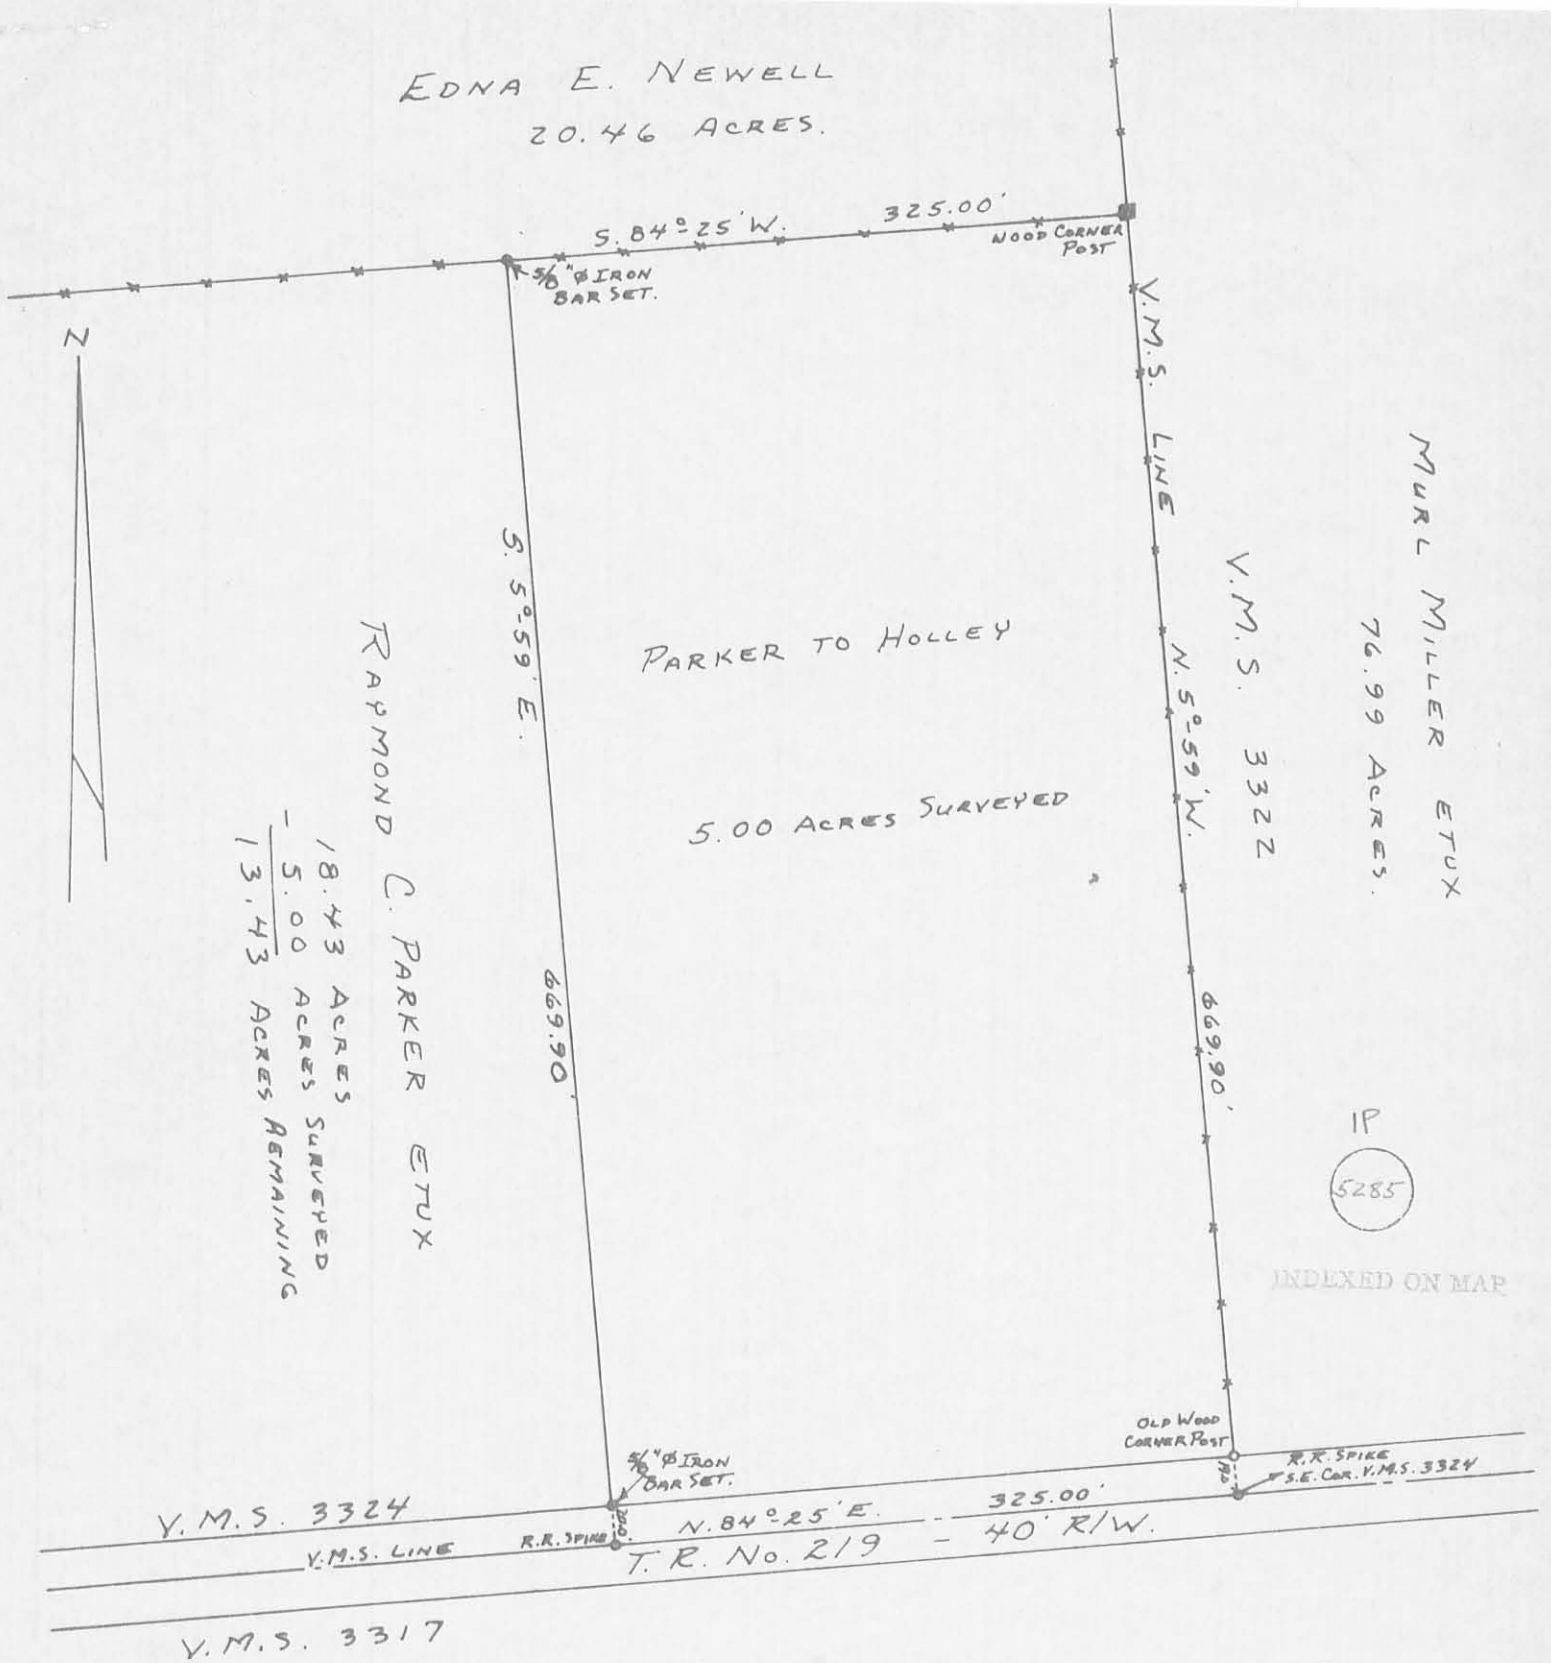 EDNA E. NEWELL
20.46 ACRES.
S. 84°-25' W. 325.00'
WOOD CORNER
POST
5/8"Ø IRON
BAR SET.
N
V.M.S. LINE
N. 5°-59' W.
669.90'
S. 5°-59' E.
669.90'
MURL MILLER ETUX
76.99 ACRES.
V.M.S. 3322
PARKER TO HOLLEY
5.00 ACRES SURVEYED
RAYMOND C. PARKER ETUX
18.43 ACRES
- 5.00 ACRES SURVEYED
13.43 ACRES REMAINING
IP
5285
INDEXED ON MAP
OLD WOOD
CORNER POST
R.R. SPIKE
S.E. COR. V.M.S. 3324
5/8"Ø IRON
BAR SET.
20.0'
V.M.S. 3324
N. 84°-25' E. 325.00'
V.M.S. LINE
R.R. SPIKE
T. R. No. 219 - 40' R/W.
V.M.S. 3317